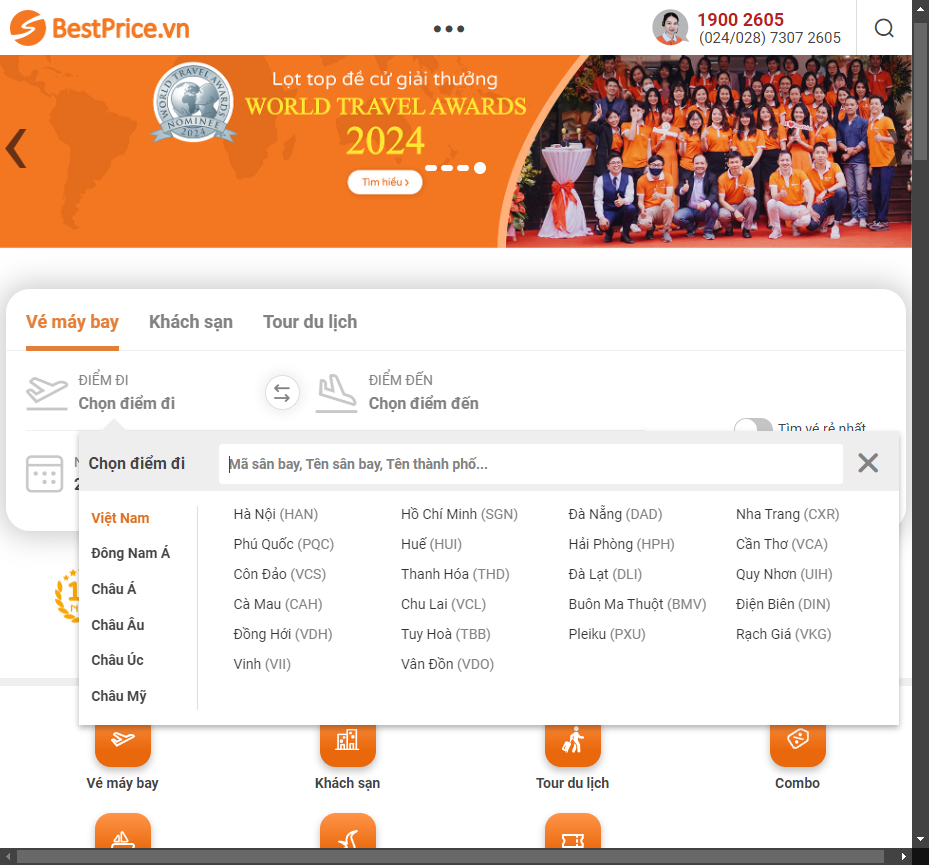 BestPrice.vn
1900 2605
(024/028) 7307 2605
Lọt top đề cử giải thưởng
WORLD TRAVEL AWARDS
2024
Tìm hiểu
WORLD TRAVEL AWARDS
NOMINEE
2024
Vé máy bay
Khách sạn
Tour du lịch
ĐIỂM ĐI
Chọn điểm đi
ĐIỂM ĐẾN
Chọn điểm đến
Tìm vé rẻ nhất
Chọn điểm đi
Mã sân bay, Tên sân bay, Tên thành phố...
Việt Nam
Đông Nam Á
Châu Á
Châu Âu
Châu Úc
Châu Mỹ
Hà Nội (HAN) Hồ Chí Minh (SGN) Đà Nẵng (DAD) Nha Trang (CXR)
Phú Quốc (PQC) Huế (HUI) Hải Phòng (HPH) Cần Thơ (VCA)
Côn Đảo (VCS) Thanh Hóa (THD) Đà Lạt (DLI) Quy Nhơn (UIH)
Cà Mau (CAH) Chu Lai (VCL) Buôn Ma Thuột (BMV) Điện Biên (DIN)
Đồng Hới (VDH) Tuy Hoà (TBB) Pleiku (PXU) Rạch Giá (VKG)
Vinh (VII) Vân Đồn (VDO)
Vé máy bay
Khách sạn
Tour du lịch
Combo